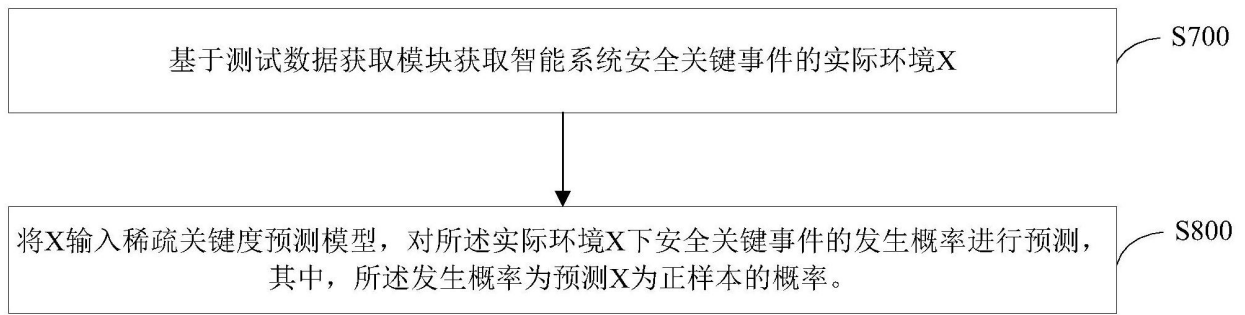 基于测试数据获取模块获取智能系统安全关键事件的实际环境X
S700
将X输入稀疏关键度预测模型，对所述实际环境X下安全关键事件的发生概率进行预测，
其中，所述发生概率为预测X为正样本的概率。
S800